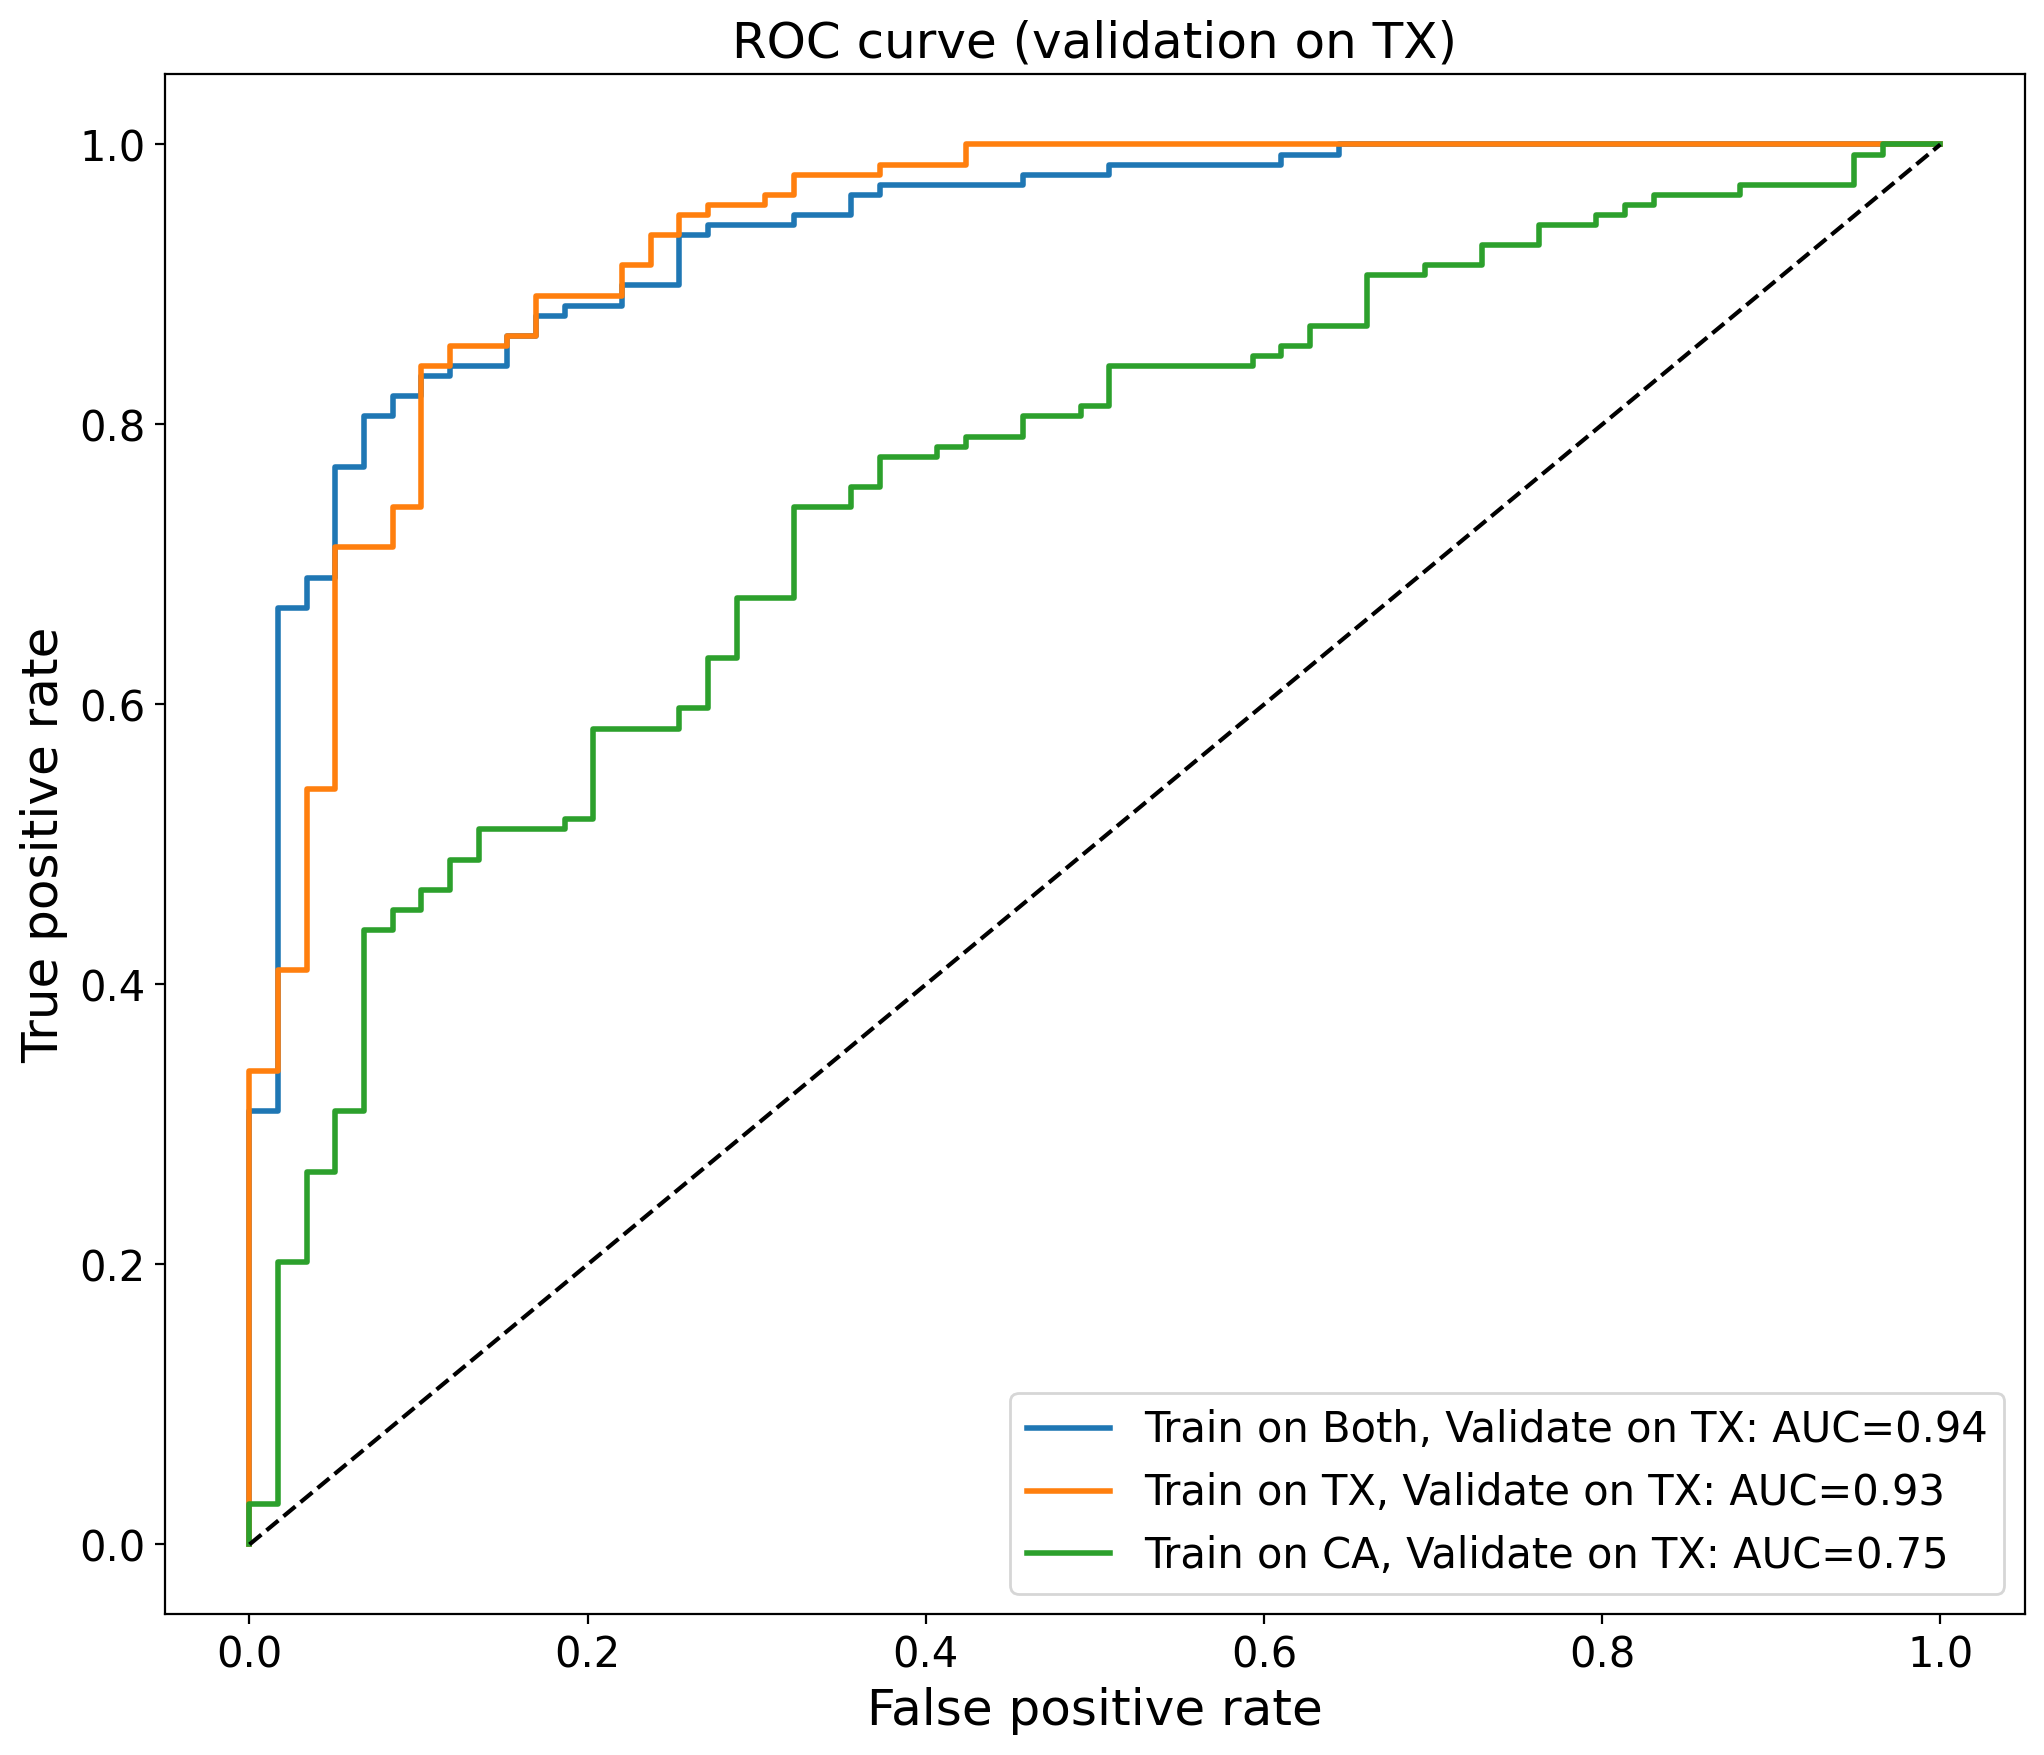 ROC curve (validation on TX)
True positive rate
1.0
0.8
0.6
0.4
0.2
0.0
Train on Both, Validate on TX: AUC=0.94
Train on TX, Validate on TX: AUC=0.93
Train on CA, Validate on TX: AUC=0.75
0.0 0.2 0.4 0.6 0.8 1.0
False positive rate